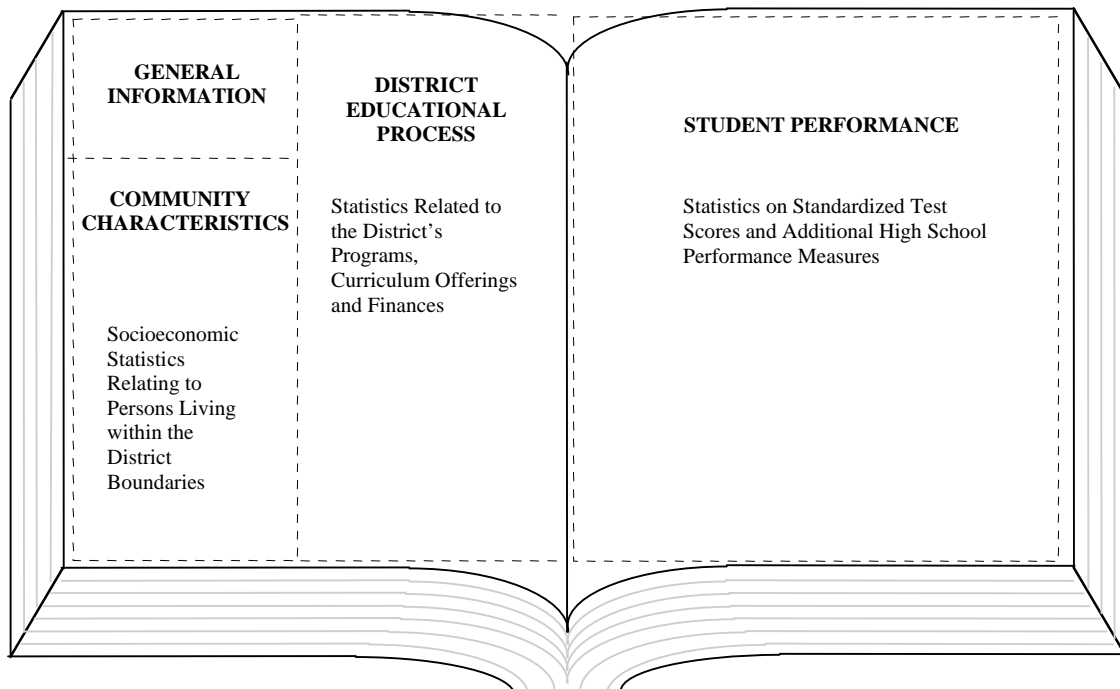 GENERAL
INFORMATION
COMMUNITY
CHARACTERISTICS
Socioeconomic
Statistics
Relating to
Persons Living
within the
District
Boundaries
DISTRICT
EDUCATIONAL
PROCESS
Statistics Related to
the District’s
Programs,
Curriculum Offerings
and Finances
STUDENT PERFORMANCE
Statistics on Standardized Test
Scores and Additional High School
Performance Measures